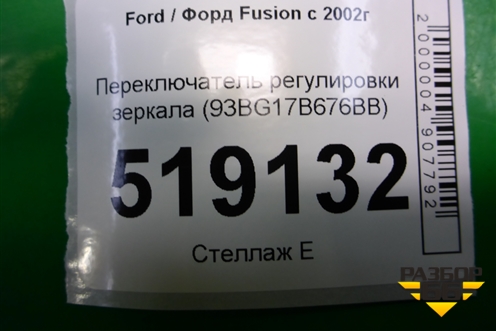 Ford / Форд Fusion с 2002г
Переключатель регулировки
зеркала (93BG17B676BB)
519132
Стеллаж Е
2000004907792
РАЗБОР